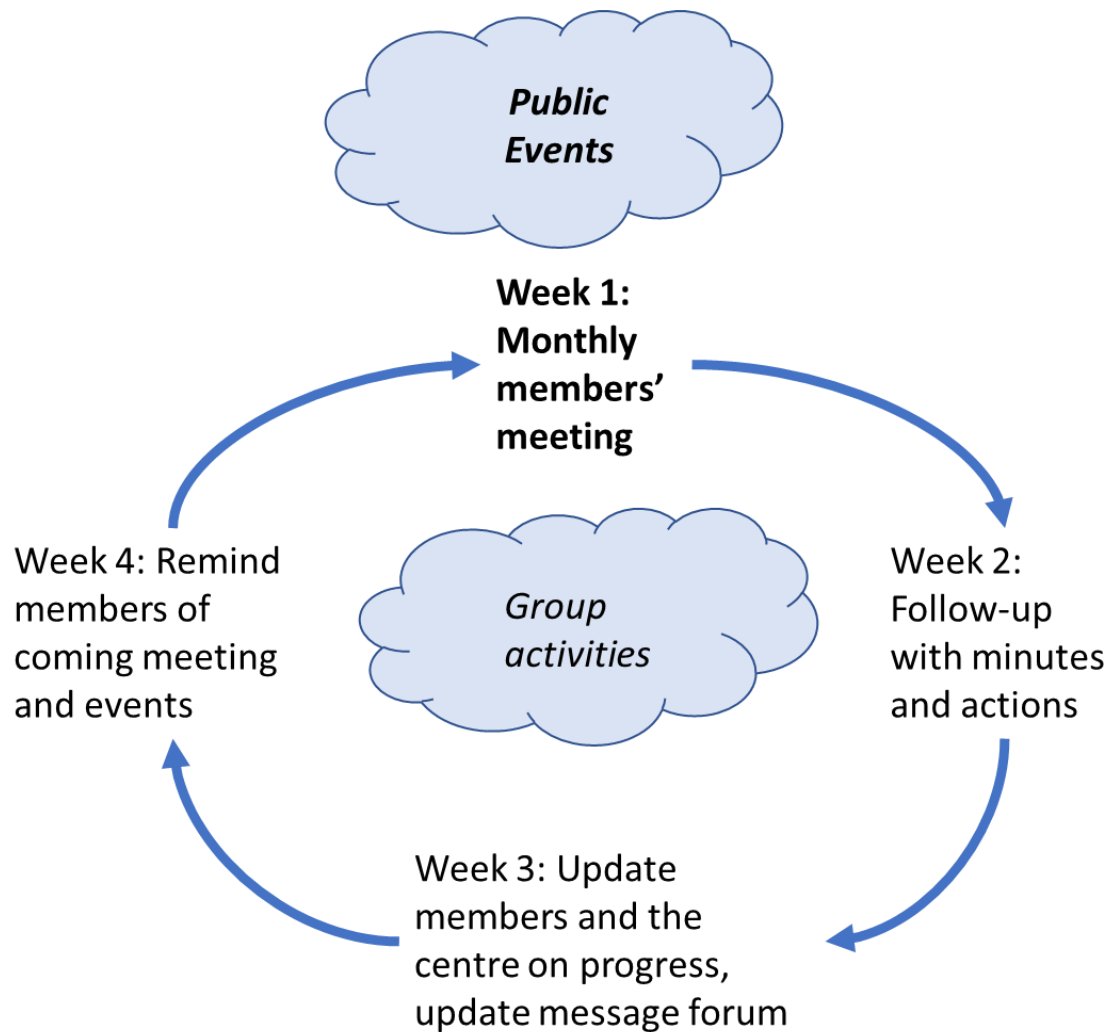 Public
Events
Week 1:
Monthly
members’
meeting
Week 2:
Follow-up
with minutes
and actions
Group
activities
Week 3: Update
members and the
centre on progress,
update message forum
Week 4: Remind
members of
coming meeting
and events